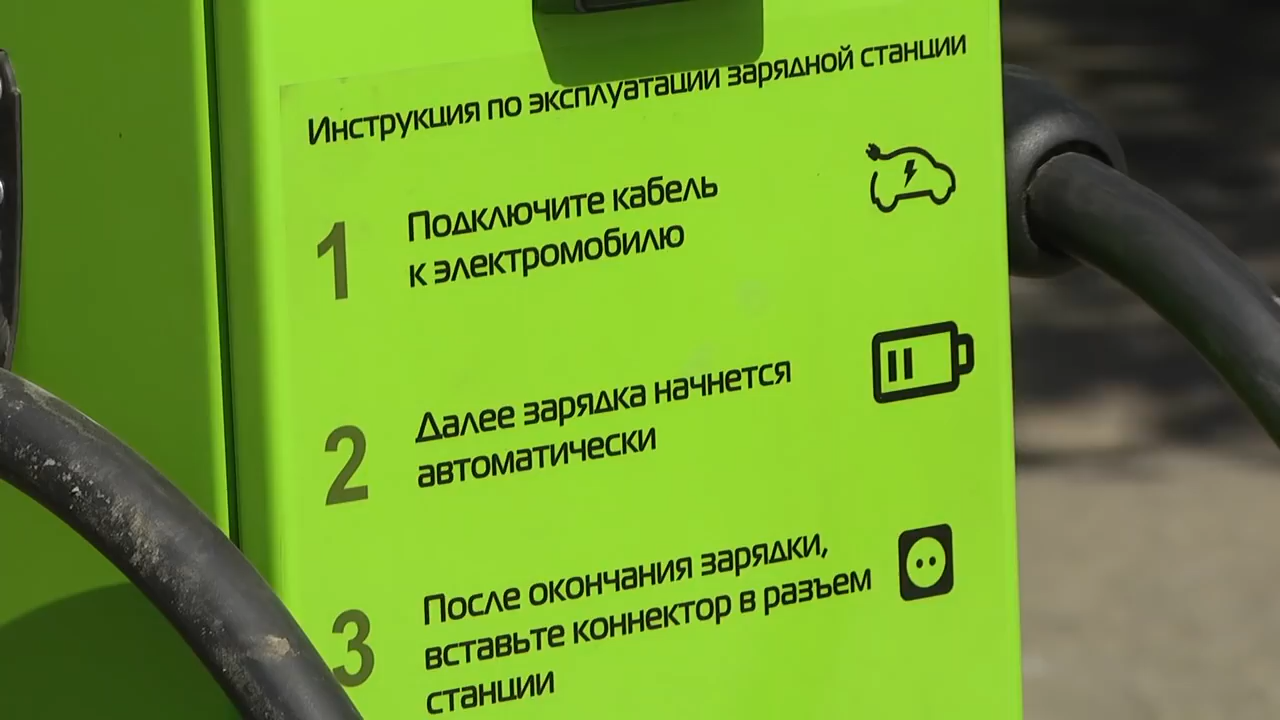 Инструкция по эксплуатации зарядной станции
1
Подключите кабель
к электромобилю
2
Далее зарядка начнется
автоматически
3
После окончания зарядки,
вставьте коннектор в разъем
станции